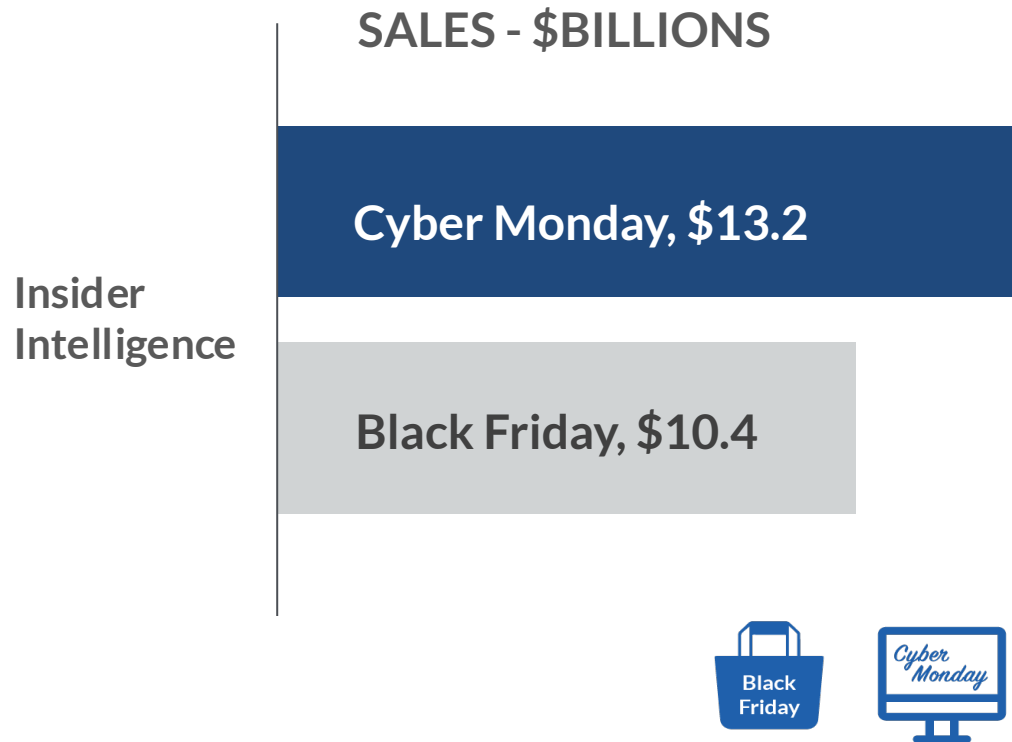 SALES - $BILLIONS
Cyber Monday, $13.2
Insider
Intelligence
Black Friday, $10.4
Black
Friday
Cyber
Monday